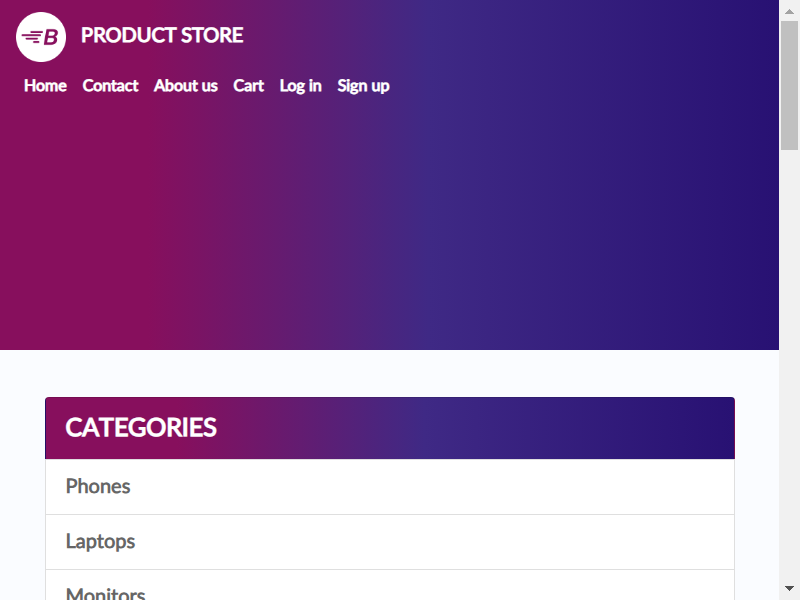 B PRODUCT STORE
Home Contact About us Cart Log in Sign up
CATEGORIES
Phones
Laptops
Monitors